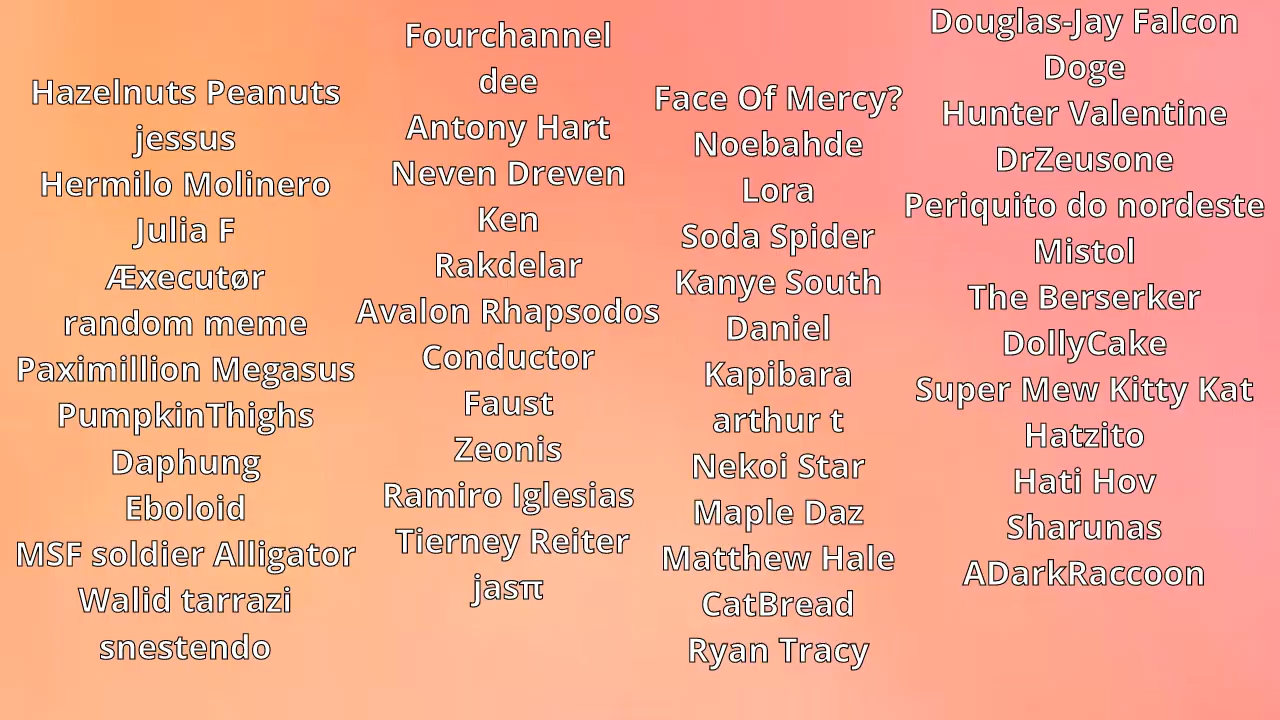 Hazelnuts Peanuts
jessus
Hermilo Molinero
Julia F
Æxecutør
random meme
Paximillion Megasus
PumpkinThighs
Daphung
Eboloid
MSF soldier Alligator
Walid tarrazi
snestendo
Fourchannel
dee
Antony Hart
Neven Dreven
Ken
Rakdelar
Avalon Rhapsodos
Conductor
Faust
Zeonis
Ramiro Iglesias
Tierney Reiter
jasπ
Face Of Mercy?
Noebahde
Lora
Soda Spider
Kanye South
Daniel
Kapibara
arthur t
Nekoi Star
Maple Daz
Matthew Hale
CatBread
Ryan Tracy
Douglas-Jay Falcon
Doge
Hunter Valentine
DrZeusone
Periquito do nordeste
Mistol
The Berserker
DollyCake
Super Mew Kitty Kat
Hatzito
Hati Hov
Sharunas
ADarkRaccoon